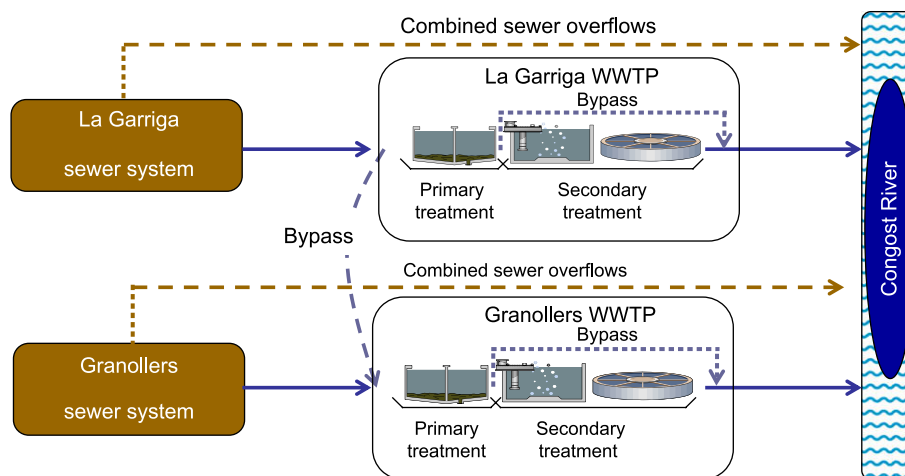 Combined sewer overflows
La Garriga WWTP
Bypass
La Garriga
sewer system
Primary
treatment
Secondary
treatment
Bypass
Combined sewer overflows
Granollers WWTP
Bypass
Granollers
sewer system
Primary
treatment
Secondary
treatment
Congost River